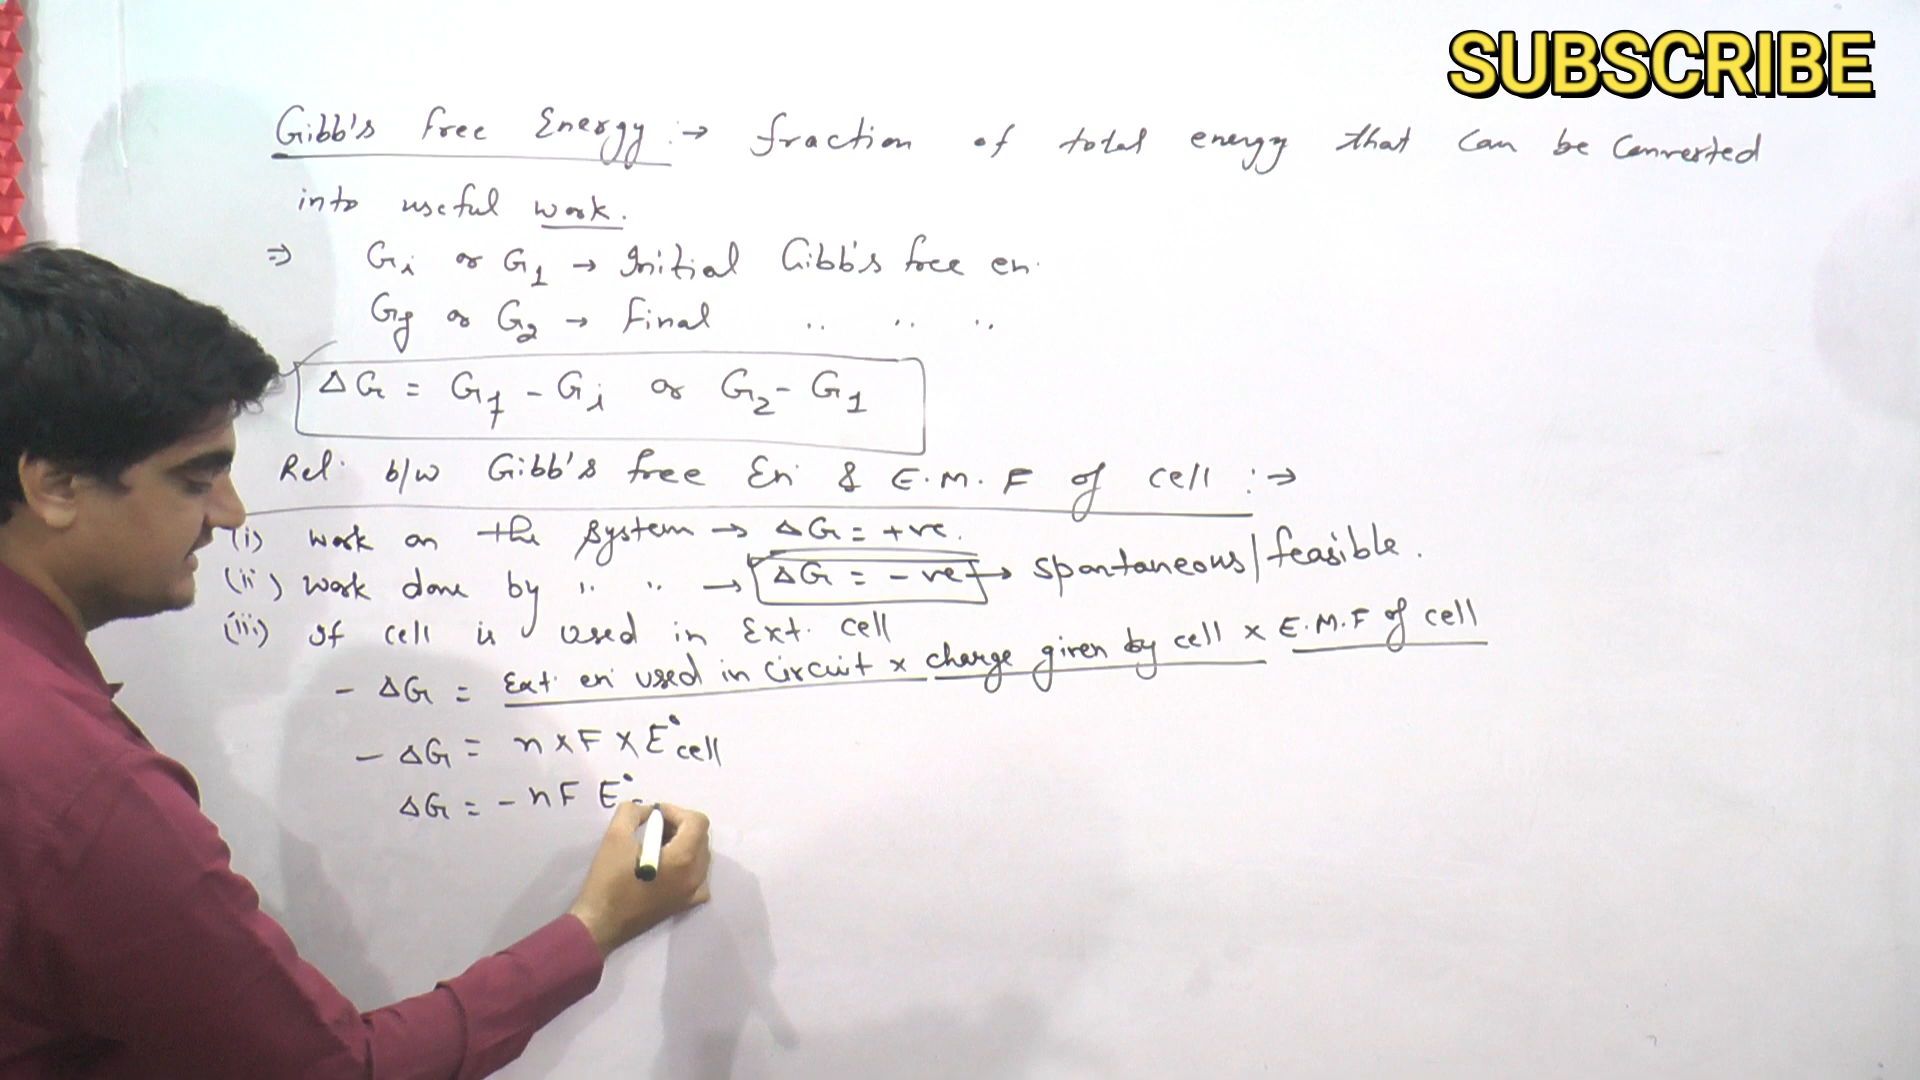 SUBSCRIBE
Gibb's free Energy :→ fraction of total energy that can be Converted
into useful work.
⇒ Gi or G1 → Initial Gibb's free en.
Gf or G2 → Final .. .. ..
ΔG = Gf - Gi or G2 - G1
Rel. b/w Gibb's free En. & E.M.F of cell :→
(i) work on the system → ΔG = +ve.
(ii) work done by .. .. → ΔG = -ve → spontaneous/feasible.
(iii) If cell is used in Ext. cell
- ΔG = Ext. en. used in circuit × charge given by cell × E.M.F of cell
- ΔG = n × F × E°cell
ΔG = - nF E°